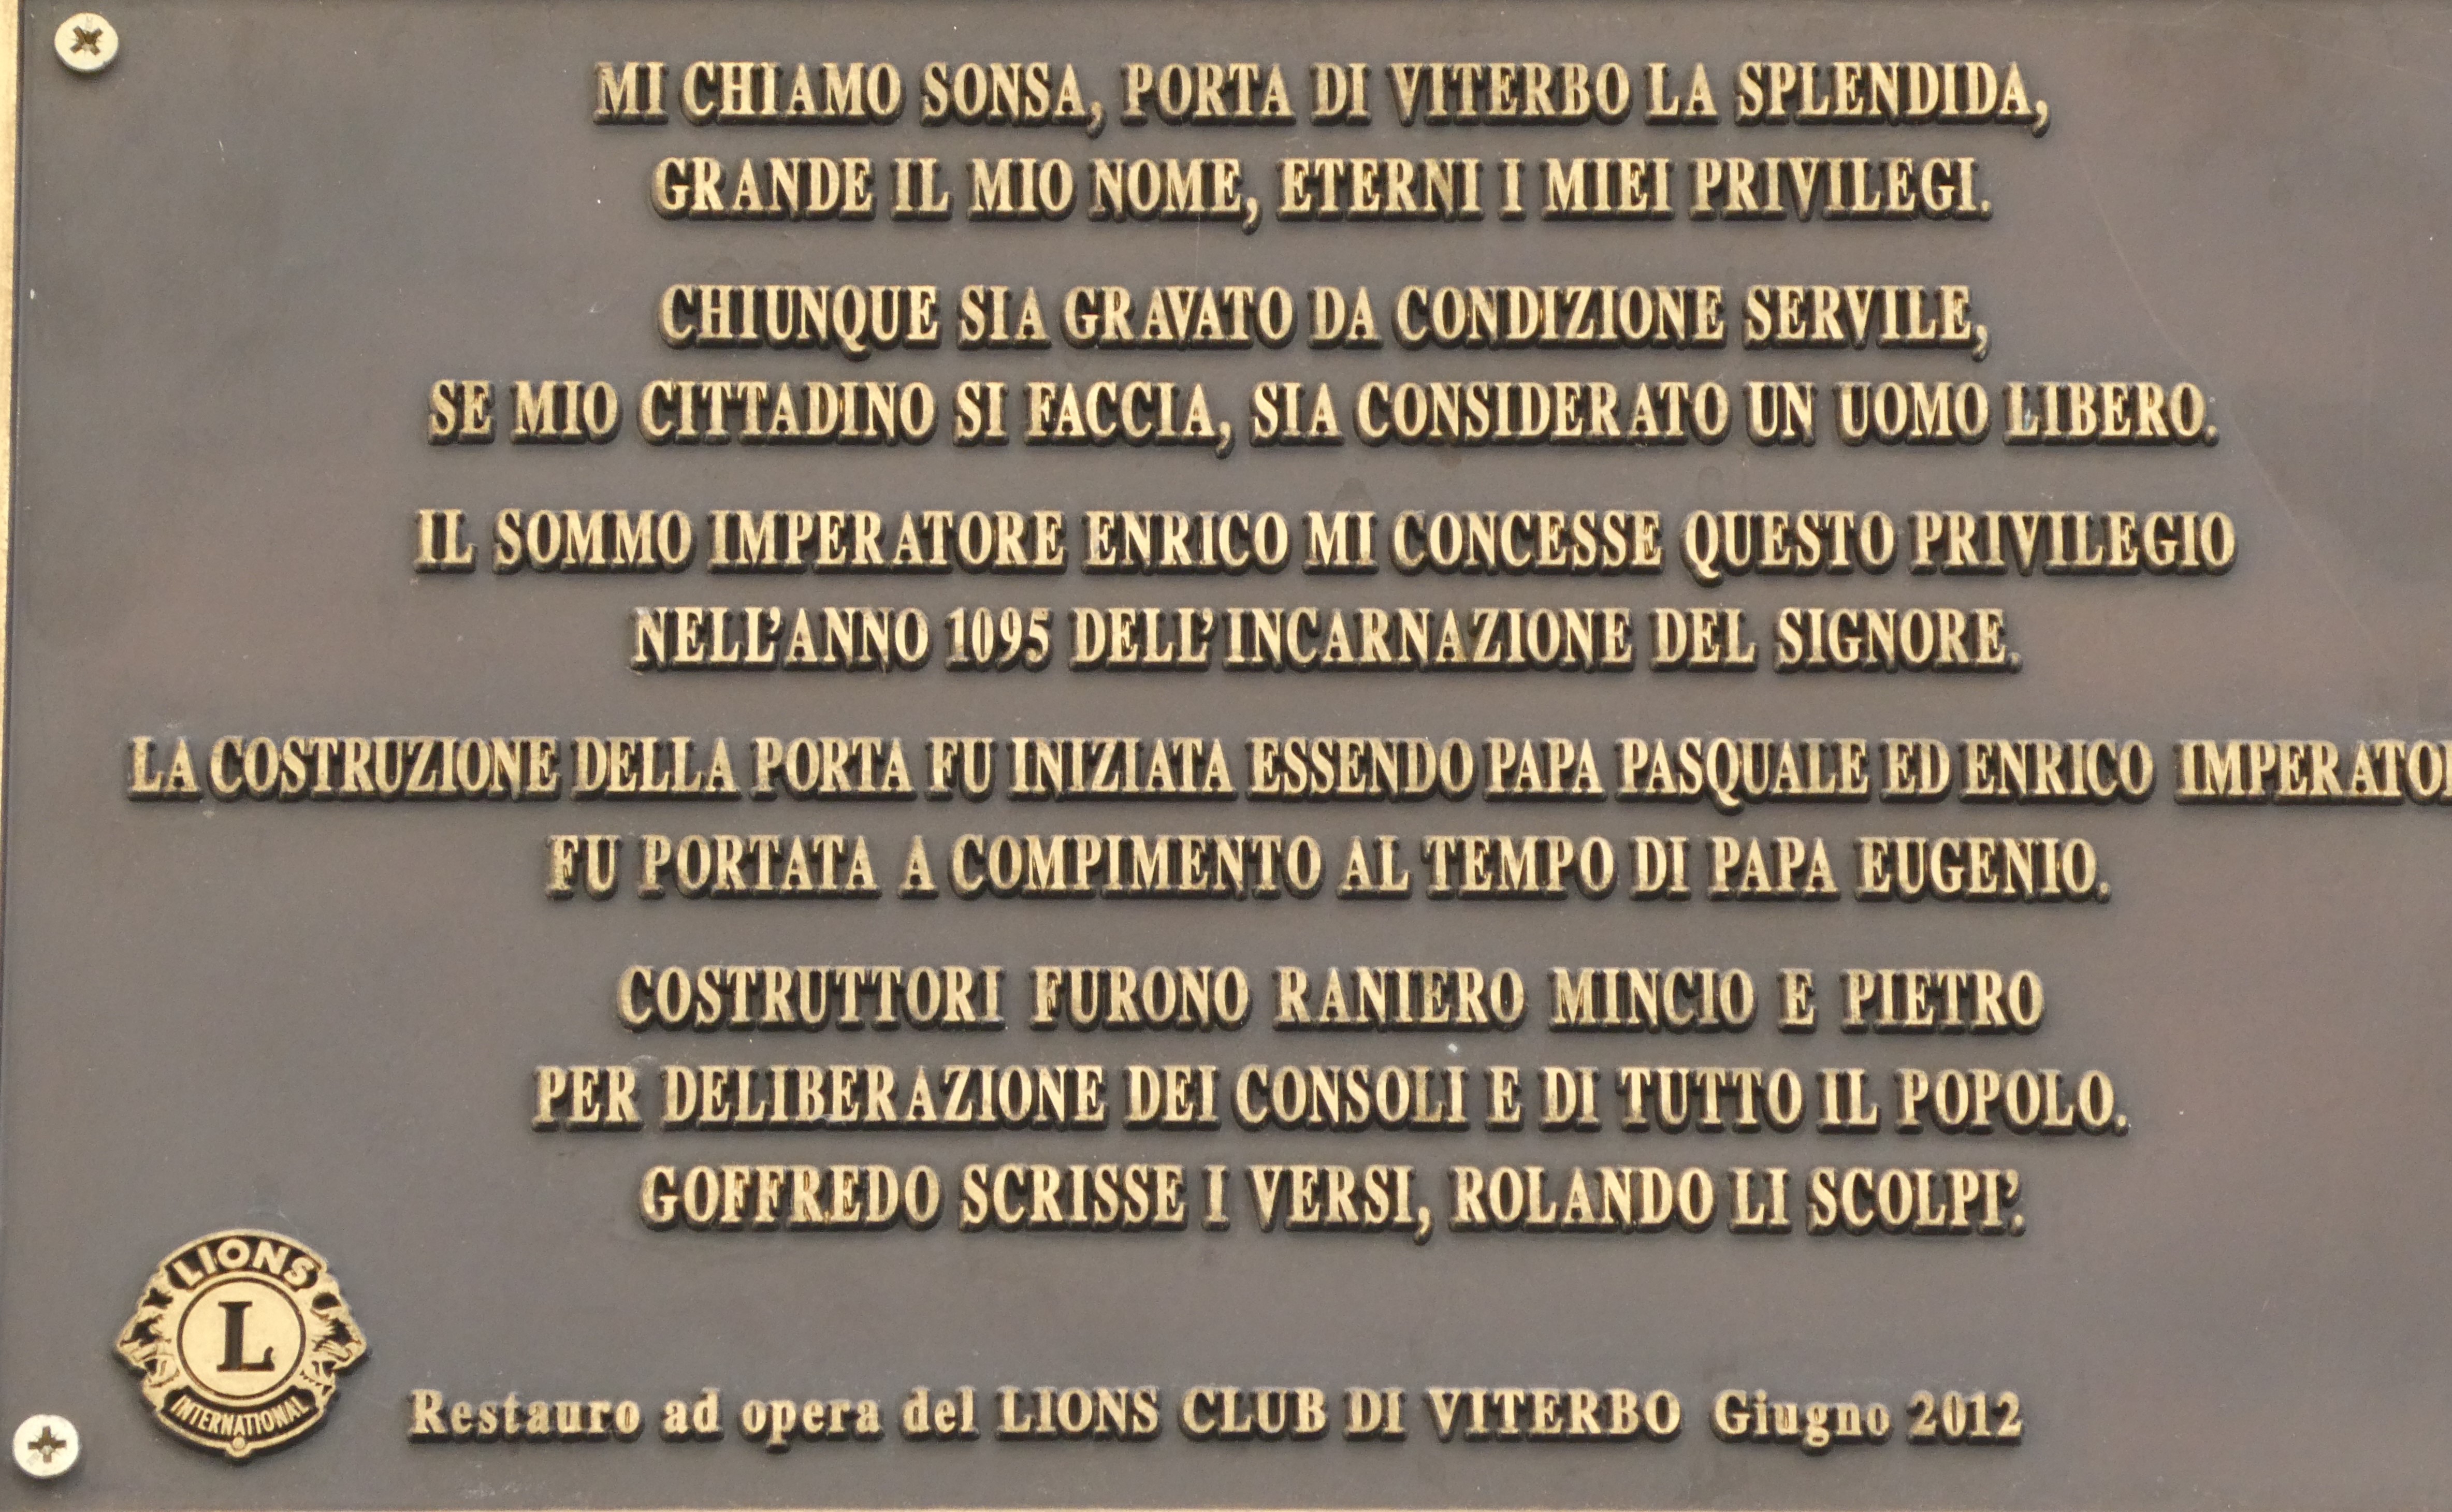 MI CHIAMO SONSA, PORTA DI VITERBO LA SPLENDIDA,
GRANDE IL MIO NOME, ETERNI I MIEI PRIVILEGI.
CHIUNQUE SIA GRAVATO DA CONDIZIONE SERVILE,
SE MIO CITTADINO SI FACCIA, SIA CONSIDERATO UN UOMO LIBERO.
IL SOMMO IMPERATORE ENRICO MI CONCESSE QUESTO PRIVILEGIO
NELL'ANNO 1095 DELL'INCARNAZIONE DEL SIGNORE.
LA COSTRUZIONE DELLA PORTA FU INIZIATA ESSENDO PAPA PASQUALE ED ENRICO
FU PORTATA A COMPIMENTO AL TEMPO DI PAPA EUGENIO.
COSTRUTTORI FURONO RANIERO MINCIO E PIETRO
PER DELIBERAZIONE DEI CONSOLI E DI TUTTO IL POPOLO.
GOFFREDO SCRISSE I VERSI, ROLANDO LI SCOLPI'.
LIONS
L
INTERNATIONAL
Restauro ad opera del LIONS CLUB DI VITERBO Giugno 2012